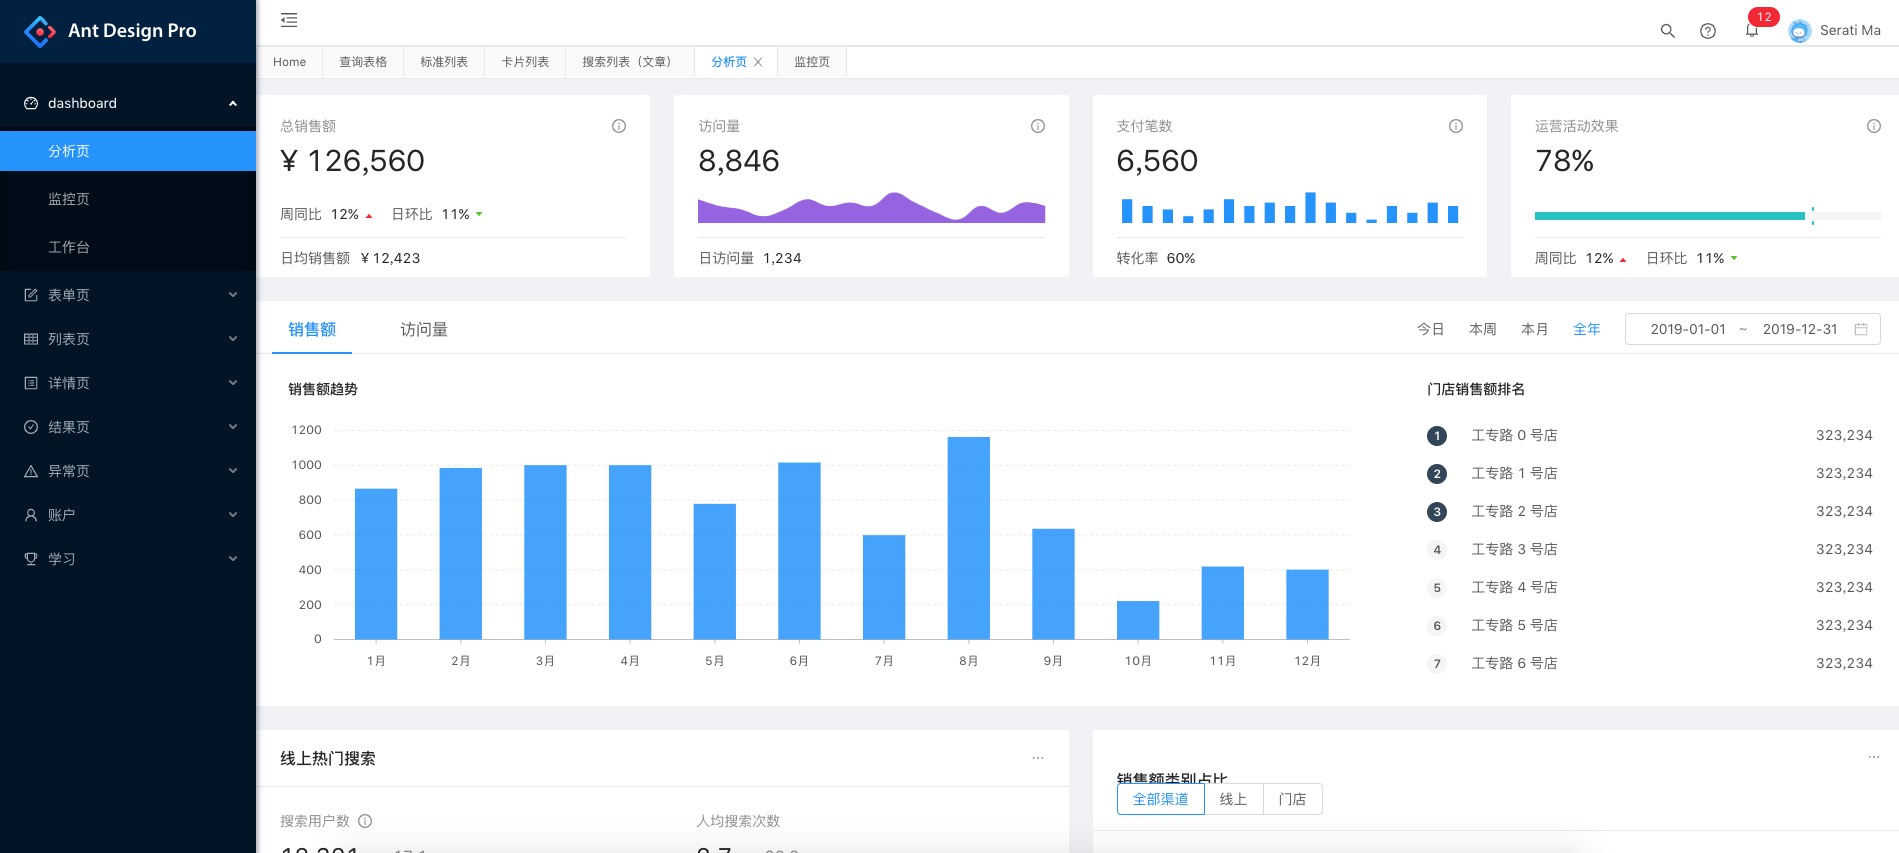 Ant Design Pro
dashboard
分析页
监控页
工作台
表单页
列表页
详情页
结果页
异常页
账户
学习
12
Serati Ma
Home 查询表格 标准列表 卡片列表 搜索列表（文章） 分析页 监控页
总销售额
¥ 126,560
周同比 12% 日环比 11%
日均销售额 ¥ 12,423
访问量
8,846
日访问量 1,234
支付笔数
6,560
转化率 60%
运营活动效果
78%
周同比 12% 日环比 11%
销售额 访问量
今日 本周 本月 全年 2019-01-01 ~ 2019-12-31
销售额趋势
1200
1000
800
600
400
200
0
1月 2月 3月 4月 5月 6月 7月 8月 9月 10月 11月 12月
门店销售额排名
1 工专路 0 号店 323,234
2 工专路 1 号店 323,234
3 工专路 2 号店 323,234
4 工专路 3 号店 323,234
5 工专路 4 号店 323,234
6 工专路 5 号店 323,234
7 工专路 6 号店 323,234
线上热门搜索
搜索用户数
人均搜索次数
销售额类别占比
全部渠道 线上 门店